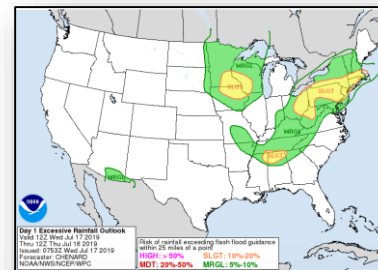 MRGL
SLGT
SLGT
MRGL
SLGT
MRGL
Day 1 Excessive Rainfall Outlook
Valid 12Z Wed Jul 17 2019
Thru 12Z Thu Jul 18 2019
Issued: 0753Z Wed Jul 17 2019
Forecaster: CHENARD
NOAA/NWS/NCEP/WPC
Risk of rainfall exceeding flash flood guidance
within 25 miles of a point
HIGH: > 50% SLGT: 10%-20%
MDT: 20%-50% MRGL: 5%-10%